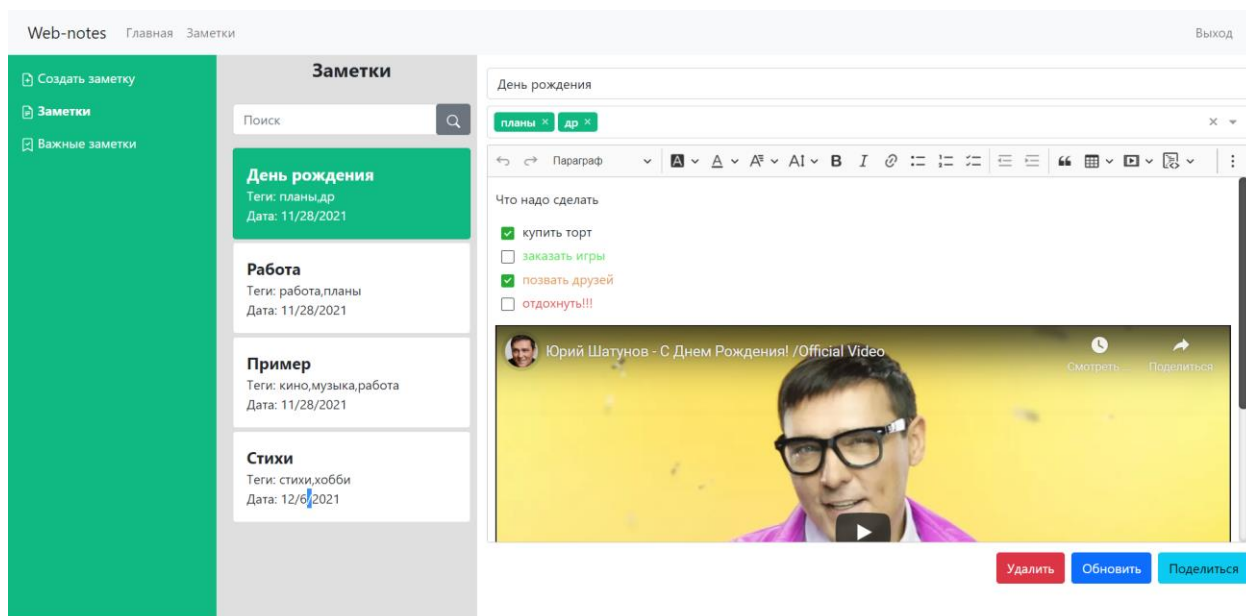 Web-notes Главная Заметки Выход
Создать заметку
Заметки
Важные заметки
Заметки
Поиск
День рождения
Теги: планы,др
Дата: 11/28/2021
Работа
Теги: работа,планы
Дата: 11/28/2021
Пример
Теги: кино,музыка,работа
Дата: 11/28/2021
Стихи
Теги: стихи,хобби
Дата: 12/6/2021
День рождения
планы × др ×
Параграф
Что надо сделать
купить торт
заказать игры
позвать друзей
отдохнуть!!!
Юрий Шатунов - С Днем Рождения! /Official Video
Смотреть... Поделиться
Удалить Обновить Поделиться